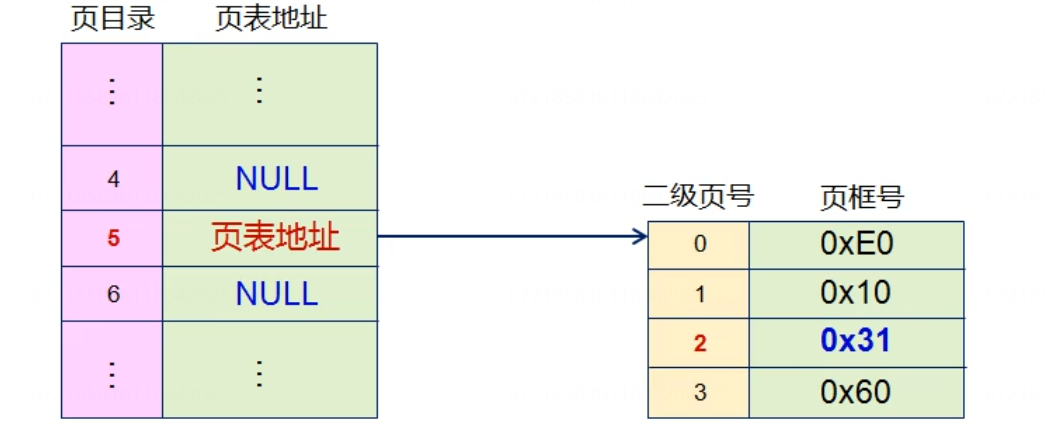 页目录 页表地址
⋮ ⋮
4 NULL
5 页表地址
6 NULL
⋮ ⋮
二级页号 页框号
0 0xE0
1 0x10
2 0x31
3 0x60